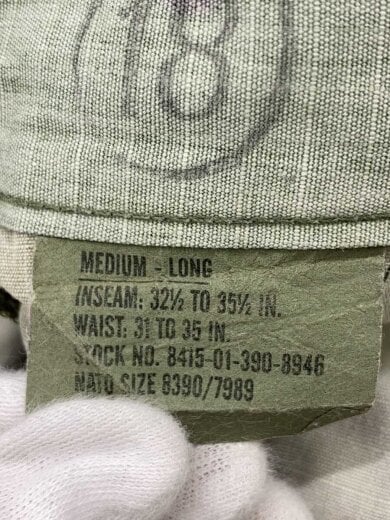 18
MEDIUM - LONG
INSEAM: 32½ TO 35½ IN.
WAIST: 31 TO 35 IN.
STOCK NO. 8415-01-390-8946
NATO SIZE 8390/7989